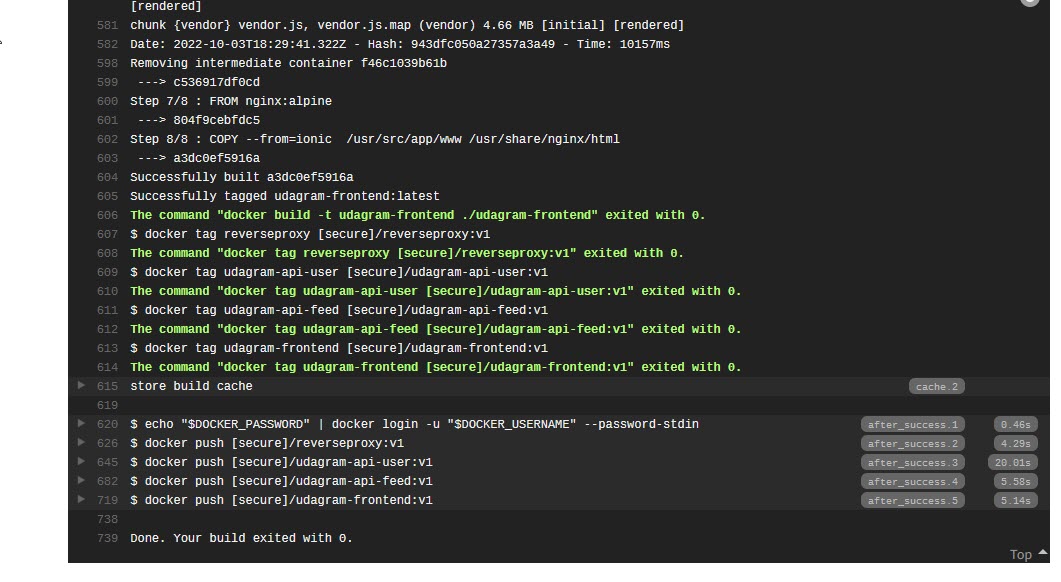 [rendered]
581 chunk {vendor} vendor.js, vendor.js.map (vendor) 4.66 MB [initial] [rendered]
582 Date: 2022-10-03T18:29:41.322Z - Hash: 943dfc050a27357a3a49 - Time: 10157ms
598 Removing intermediate container f46c1039b61b
599 ---> c536917df0cd
600 Step 7/8 : FROM nginx:alpine
601 ---> 804f9cebfdc5
602 Step 8/8 : COPY --from=ionic  /usr/src/app/www /usr/share/nginx/html
603 ---> a3dc0ef5916a
604 Successfully built a3dc0ef5916a
605 Successfully tagged udagram-frontend:latest
606 The command "docker build -t udagram-frontend ./udagram-frontend" exited with 0.
607 $ docker tag reverseproxy [secure]/reverseproxy:v1
608 The command "docker tag reverseproxy [secure]/reverseproxy:v1" exited with 0.
609 $ docker tag udagram-api-user [secure]/udagram-api-user:v1
610 The command "docker tag udagram-api-user [secure]/udagram-api-user:v1" exited with 0.
611 $ docker tag udagram-api-feed [secure]/udagram-api-feed:v1
612 The command "docker tag udagram-api-feed [secure]/udagram-api-feed:v1" exited with 0.
613 $ docker tag udagram-frontend [secure]/udagram-frontend:v1
614 The command "docker tag udagram-frontend [secure]/udagram-frontend:v1" exited with 0.
615 store build cache cache.2
619
620 $ echo "$DOCKER_PASSWORD" | docker login -u "$DOCKER_USERNAME" --password-stdin after_success.1 0.46s
626 $ docker push [secure]/reverseproxy:v1 after_success.2 4.29s
645 $ docker push [secure]/udagram-api-user:v1 after_success.3 20.01s
682 $ docker push [secure]/udagram-api-feed:v1 after_success.4 5.58s
719 $ docker push [secure]/udagram-frontend:v1 after_success.5 5.14s
738
739 Done. Your build exited with 0.
Top